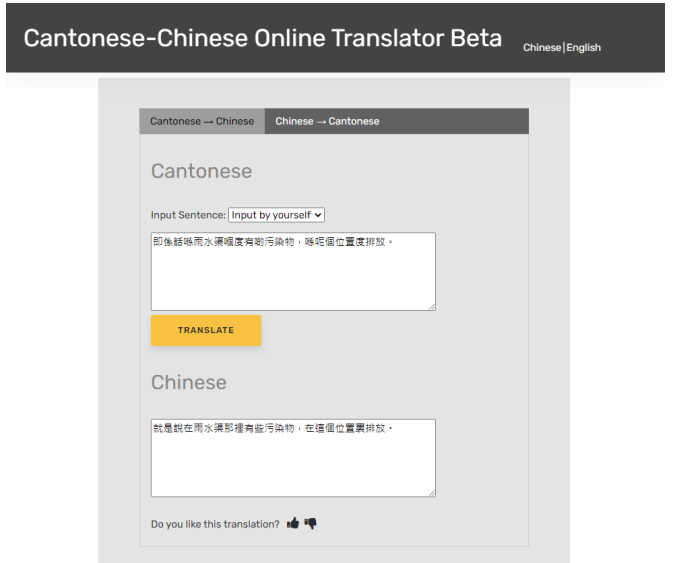 Cantonese-Chinese Online Translator Beta
Chinese|English
Cantonese → Chinese
Chinese → Cantonese
Cantonese
Input Sentence: Input by yourself
即係話喺雨水渠嗰度有啲污染物，喺呢個位置度排放。
TRANSLATE
Chinese
就是說在雨水渠那裡有些污染物，在這個位置裏排放。
Do you like this translation?